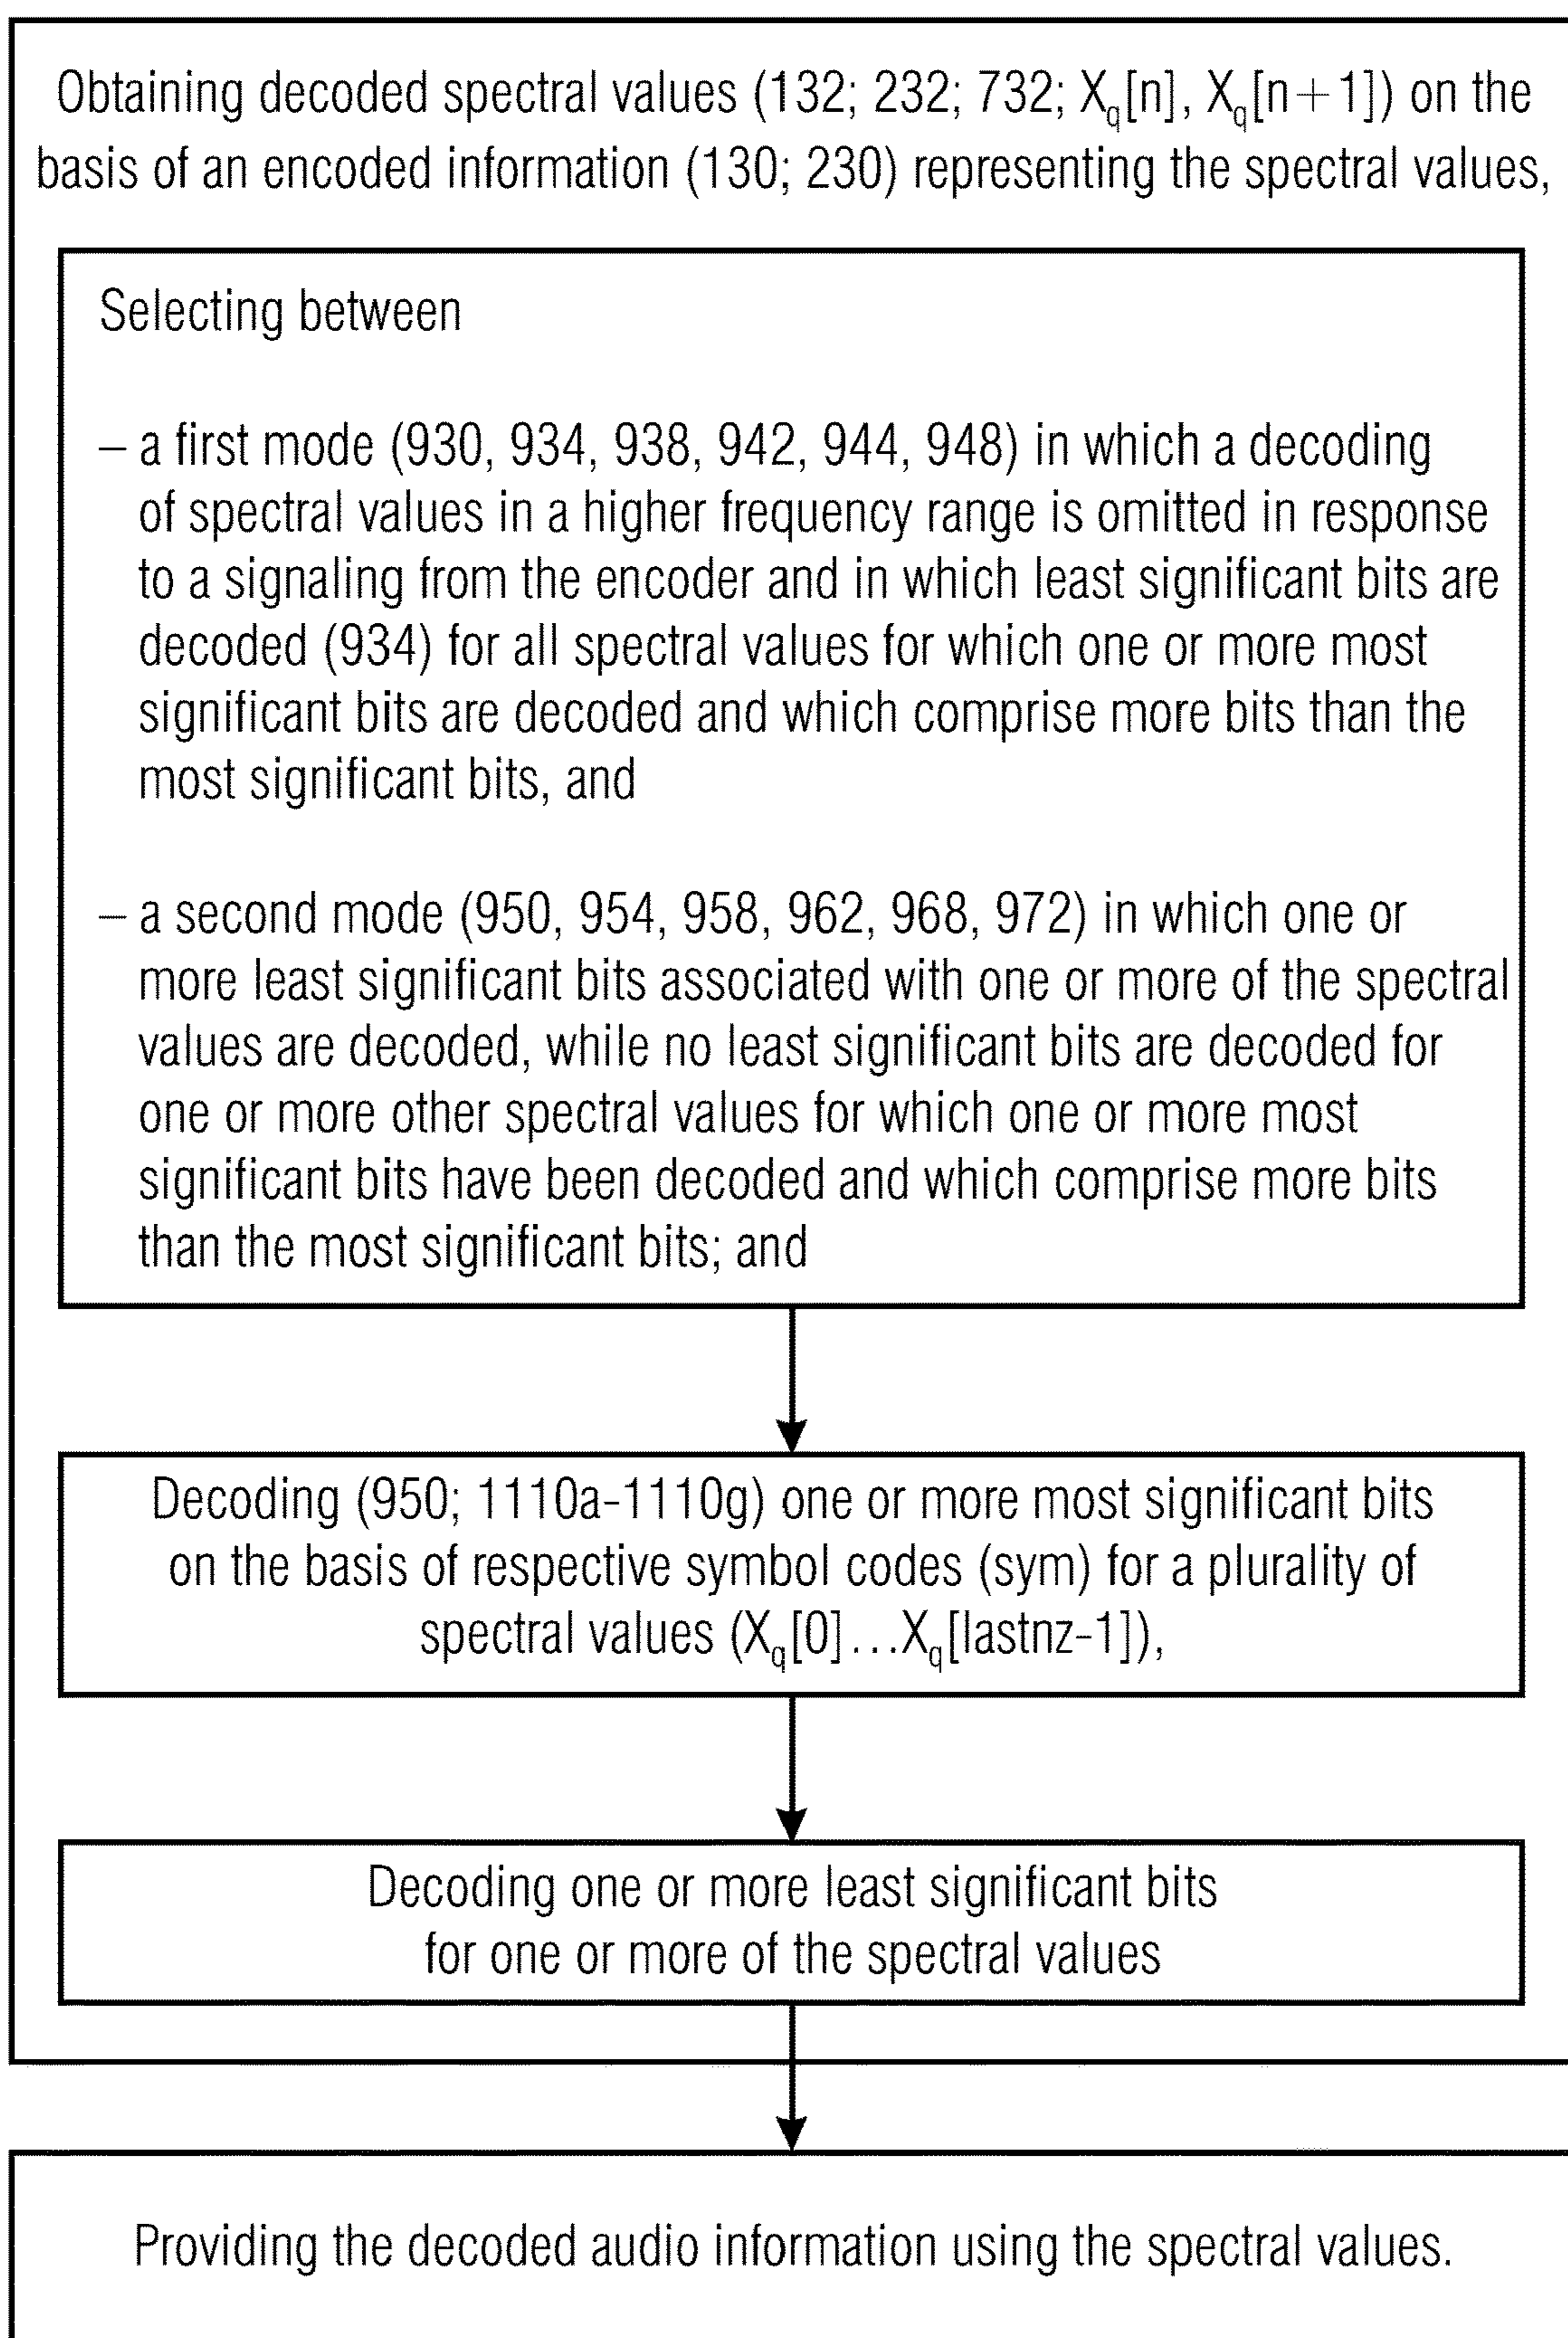 Obtaining decoded spectral values (132; 232; 732; Xq[n], Xq[n+1]) on the
basis of an encoded information (130; 230) representing the spectral values,
Selecting between
– a first mode (930, 934, 938, 942, 944, 948) in which a decoding
of spectral values in a higher frequency range is omitted in response
to a signaling from the encoder and in which least significant bits are
decoded (934) for all spectral values for which one or more most
significant bits are decoded and which comprise more bits than the
most significant bits, and
– a second mode (950, 954, 958, 962, 968, 972) in which one or
more least significant bits associated with one or more of the spectral
values are decoded, while no least significant bits are decoded for
one or more other spectral values for which one or more most
significant bits have been decoded and which comprise more bits
than the most significant bits; and
Decoding (950; 1110a-1110g) one or more most significant bits
on the basis of respective symbol codes (sym) for a plurality of
spectral values (Xq[0]...Xq[lastnz-1]),
Decoding one or more least significant bits
for one or more of the spectral values
Providing the decoded audio information using the spectral values.